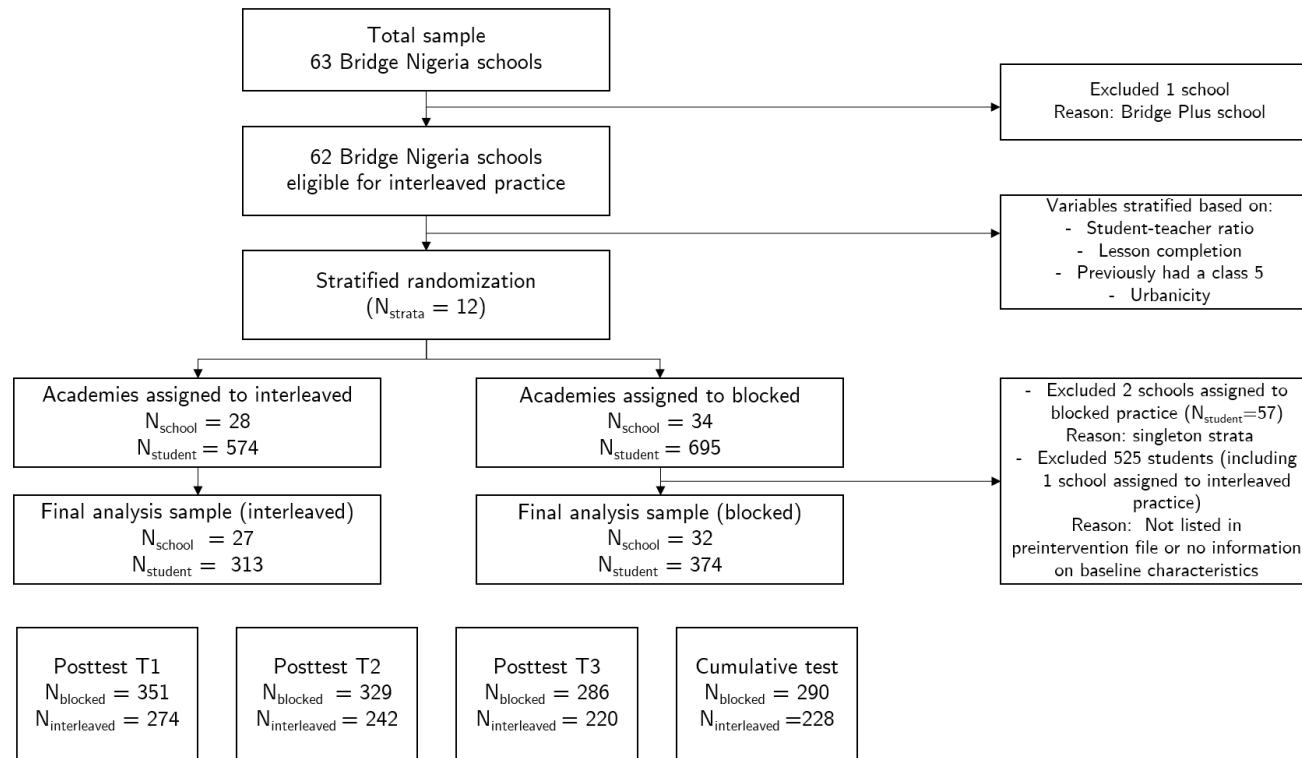 Total sample
63 Bridge Nigeria schools
Excluded 1 school
Reason: Bridge Plus school
62 Bridge Nigeria schools
eligible for interleaved practice
Variables stratified based on:
- Student-teacher ratio
- Lesson completion
- Previously had a class 5
- Urbanicity
Stratified randomization
(N_strata = 12)
Academies assigned to interleaved
N_school = 28
N_student = 574
Academies assigned to blocked
N_school = 34
N_student = 695
- Excluded 2 schools assigned to
blocked practice (N_student=57)
Reason: singleton strata
- Excluded 525 students (including
1 school assigned to interleaved
practice)
Reason: Not listed in
preintervention file or no information
on baseline characteristics
Final analysis sample (interleaved)
N_school = 27
N_student = 313
Final analysis sample (blocked)
N_school = 32
N_student = 374
Posttest T1
N_blocked = 351
N_interleaved = 274
Posttest T2
N_blocked = 329
N_interleaved = 242
Posttest T3
N_blocked = 286
N_interleaved = 220
Cumulative test
N_blocked = 290
N_interleaved =228